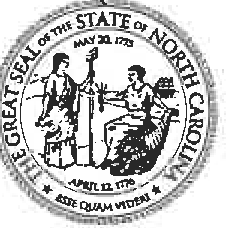 THE GREAT SEAL OF THE STATE OF NORTH CAROLINA
MAY 20, 1775
APRIL 12, 1776
ESSE QUAM VIDERI